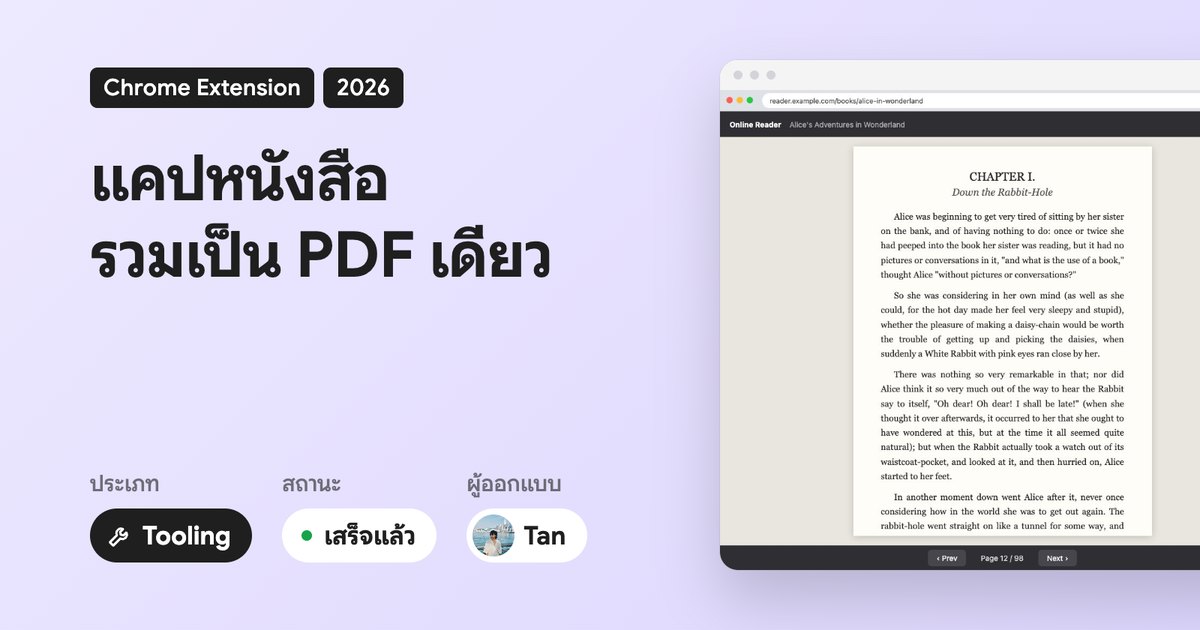 Chrome Extension
2026
แคปหนังสือ
รวมเป็น PDF เดียว
ประเภท
Tooling
สถานะ
เสร็จแล้ว
ผู้ออกแบบ
Tan
reader.example.com/books/alice-in-wonderland
Online Reader Alice's Adventures in Wonderland
CHAPTER I.
Down the Rabbit-Hole
Alice was beginning to get very tired of sitting by her sister
on the bank, and of having nothing to do: once or twice she
had peeped into the book her sister was reading, but it had no
pictures or conversations in it, "and what is the use of a book,"
thought Alice "without pictures or conversations?"
So she was considering in her own mind (as well as she
could, for the hot day made her feel very sleepy and stupid),
whether the pleasure of making a daisy-chain would be worth
the trouble of getting up and picking the daisies, when
suddenly a White Rabbit with pink eyes ran close by her.
There was nothing so very remarkable in that; nor did
Alice think it so very much out of the way to hear the Rabbit
say to itself, "Oh dear! Oh dear! I shall be late!" (when she
thought it over afterwards, it occurred to her that she ought to
have wondered at this, but at the time it all seemed quite
natural); but when the Rabbit actually took a watch out of its
waistcoat-pocket, and looked at it, and then hurried on, Alice
started to her feet.
In another moment down went Alice after it, never once
considering how in the world she was to get out again. The
rabbit-hole went straight on like a tunnel for some way, and
‹ Prev Page 12 / 98 Next ›